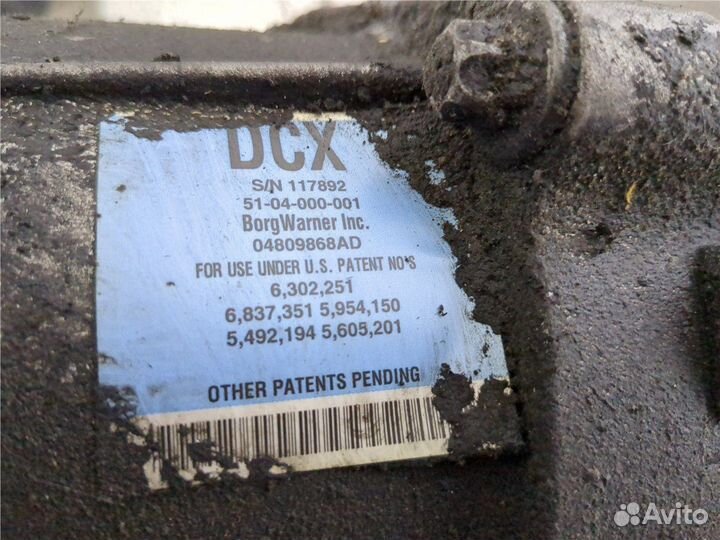 DCX
S/N 117892
51-04-000-001
BorgWarner Inc.
04809868AD
FOR USE UNDER U.S. PATENT NO'S
6,302,251
6,837,351 5,954,150
5,492,194 5,605,201
OTHER PATENTS PENDING
Avito